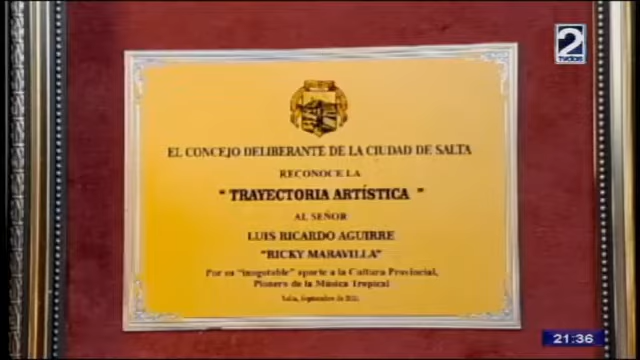 2
EL CONCEJO DELIBERANTE DE LA CIUDAD DE SALTA
RECONOCE LA
" TRAYECTORIA ARTÍSTICA "
AL SEÑOR
LUIS RICARDO AGUIRRE
"RICKY MARAVILLA"
Por su "inagotable" aporte a la Cultura Provincial,
Pionero de la Música Tropical
Salta, Septiembre de
21:36